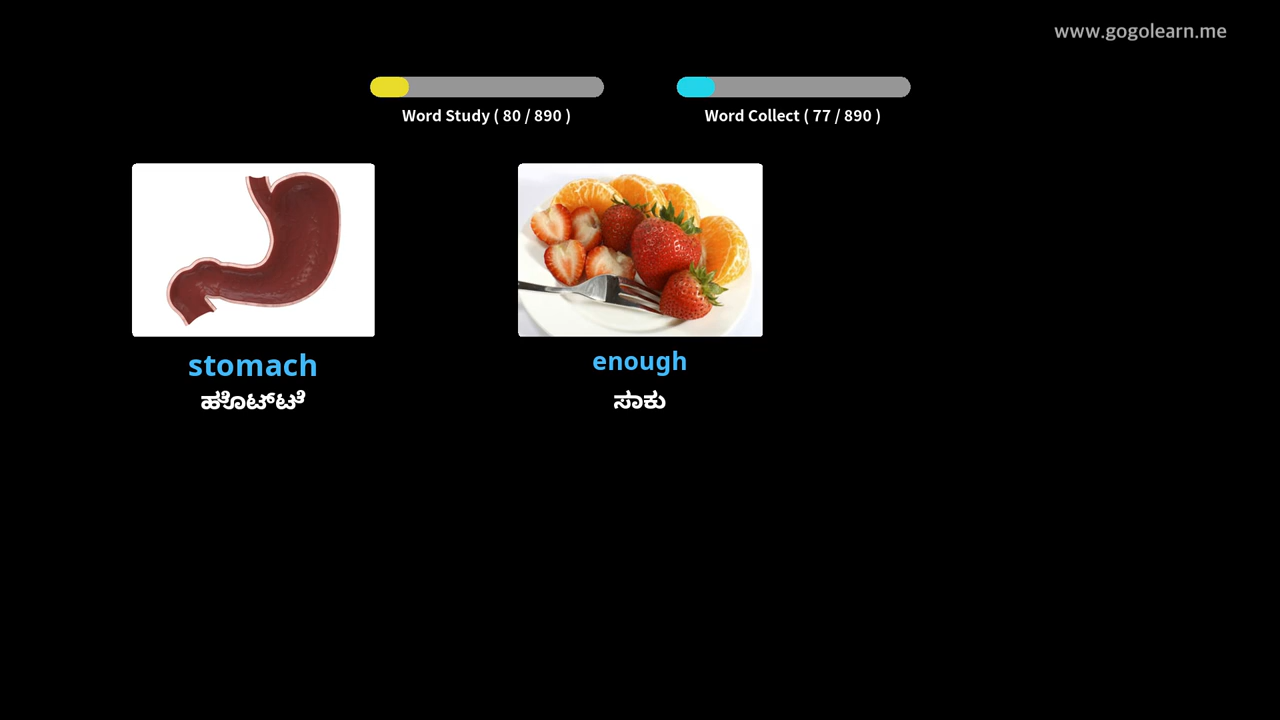 www.gogolearn.me
Word Study ( 80 / 890 )
Word Collect ( 77 / 890 )
stomach
ಹೊಟ್ಟೆ
enough
ಸಾಕು